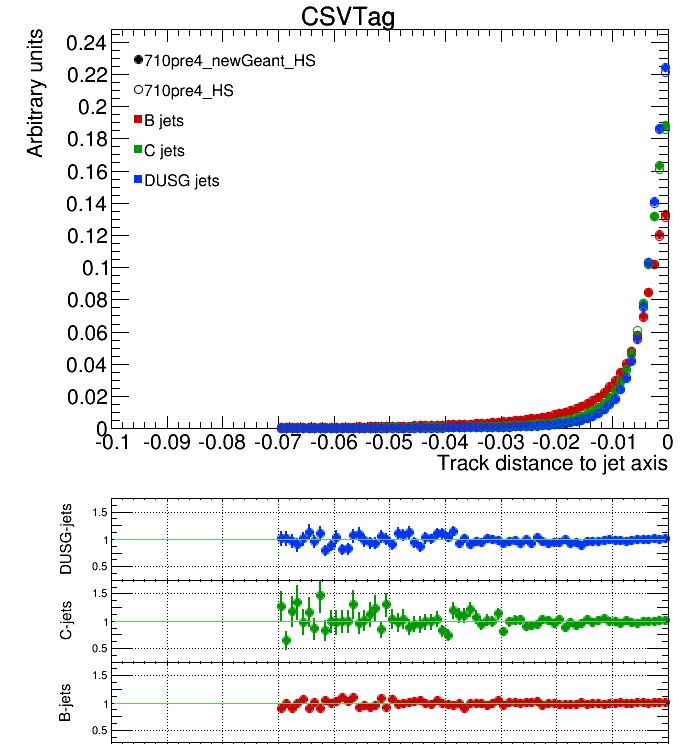 CSVTag
Arbitrary units
0.24
0.22
0.2
0.18
0.16
0.14
0.12
0.1
0.08
0.06
0.04
0.02
0
710pre4_newGeant_HS
710pre4_HS
B jets
C jets
DUSG jets
-0.1 -0.09 -0.08 -0.07 -0.06 -0.05 -0.04 -0.03 -0.02 -0.01 0
Track distance to jet axis
DUSG-jets
1.5
1
0.5
C-jets
1.5
1
0.5
B-jets
1.5
1
0.5